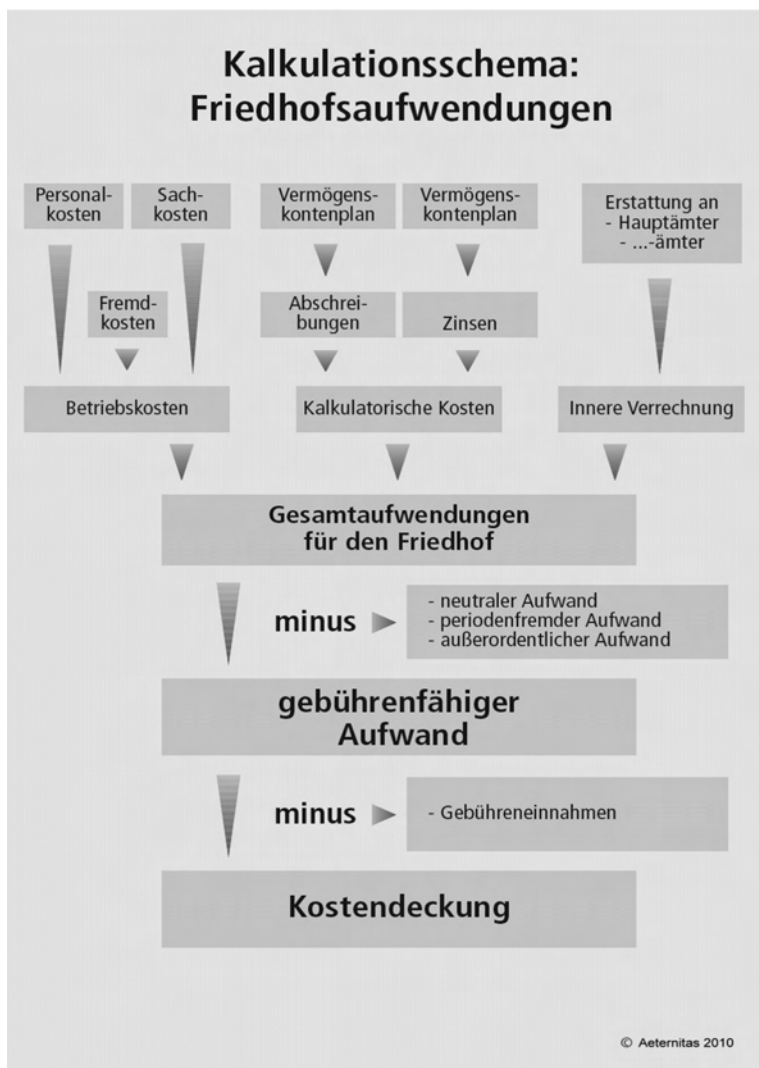 Kalkulationsschema:
Friedhofsaufwendungen
Personal-
kosten
Sach-
kosten
Vermögens-
kontenplan
Vermögens-
kontenplan
Erstattung an
- Hauptämter
- ...-ämter
Fremd-
kosten
Abschrei-
bungen
Zinsen
Betriebskosten
Kalkulatorische Kosten
Innere Verrechnung
Gesamtaufwendungen
für den Friedhof
minus
- neutraler Aufwand
- periodenfremder Aufwand
- außerordentlicher Aufwand
gebührenfähiger
Aufwand
minus
- Gebühreneinnahmen
Kostendeckung
© Aeternitas 2010